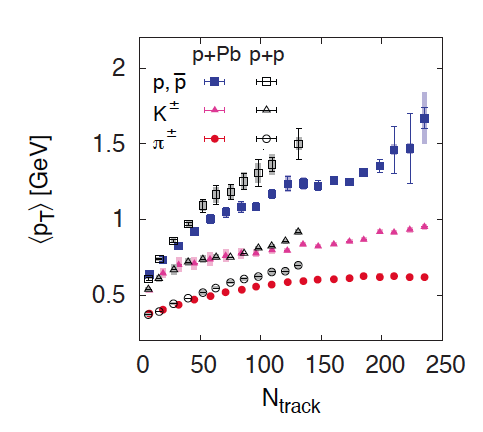 p+Pb p+p
p, p̅
K±
π±
⟨pT⟩ [GeV]
2
1.5
1
0.5
0 50 100 150 200 250
Ntrack